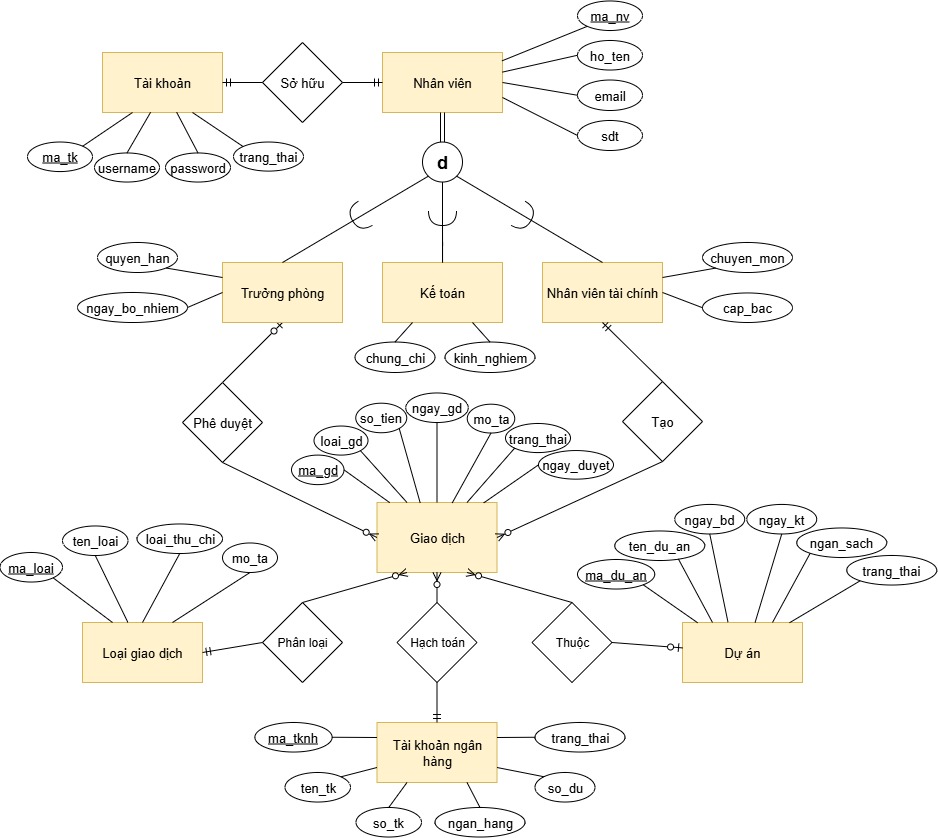 ma_nv
ho_ten
email
sdt
Tài khoản
Sở hữu
Nhân viên
ma_tk
username
password
trang_thai
d
quyen_han
ngay_bo_nhiem
Trưởng phòng
Kế toán
Nhân viên tài chính
chuyen_mon
cap_bac
chung_chi
kinh_nghiem
Phê duyệt
Tạo
ma_gd
loai_gd
so_tien
ngay_gd
mo_ta
trang_thai
ngay_duyet
Giao dịch
ma_loai
ten_loai
loai_thu_chi
mo_ta
Loại giao dịch
Phân loại
Hạch toán
Thuộc
ma_du_an
ten_du_an
ngay_bd
ngay_kt
ngan_sach
trang_thai
Dự án
ma_tknh
ten_tk
so_tk
ngan_hang
so_du
trang_thai
Tài khoản ngân
hàng